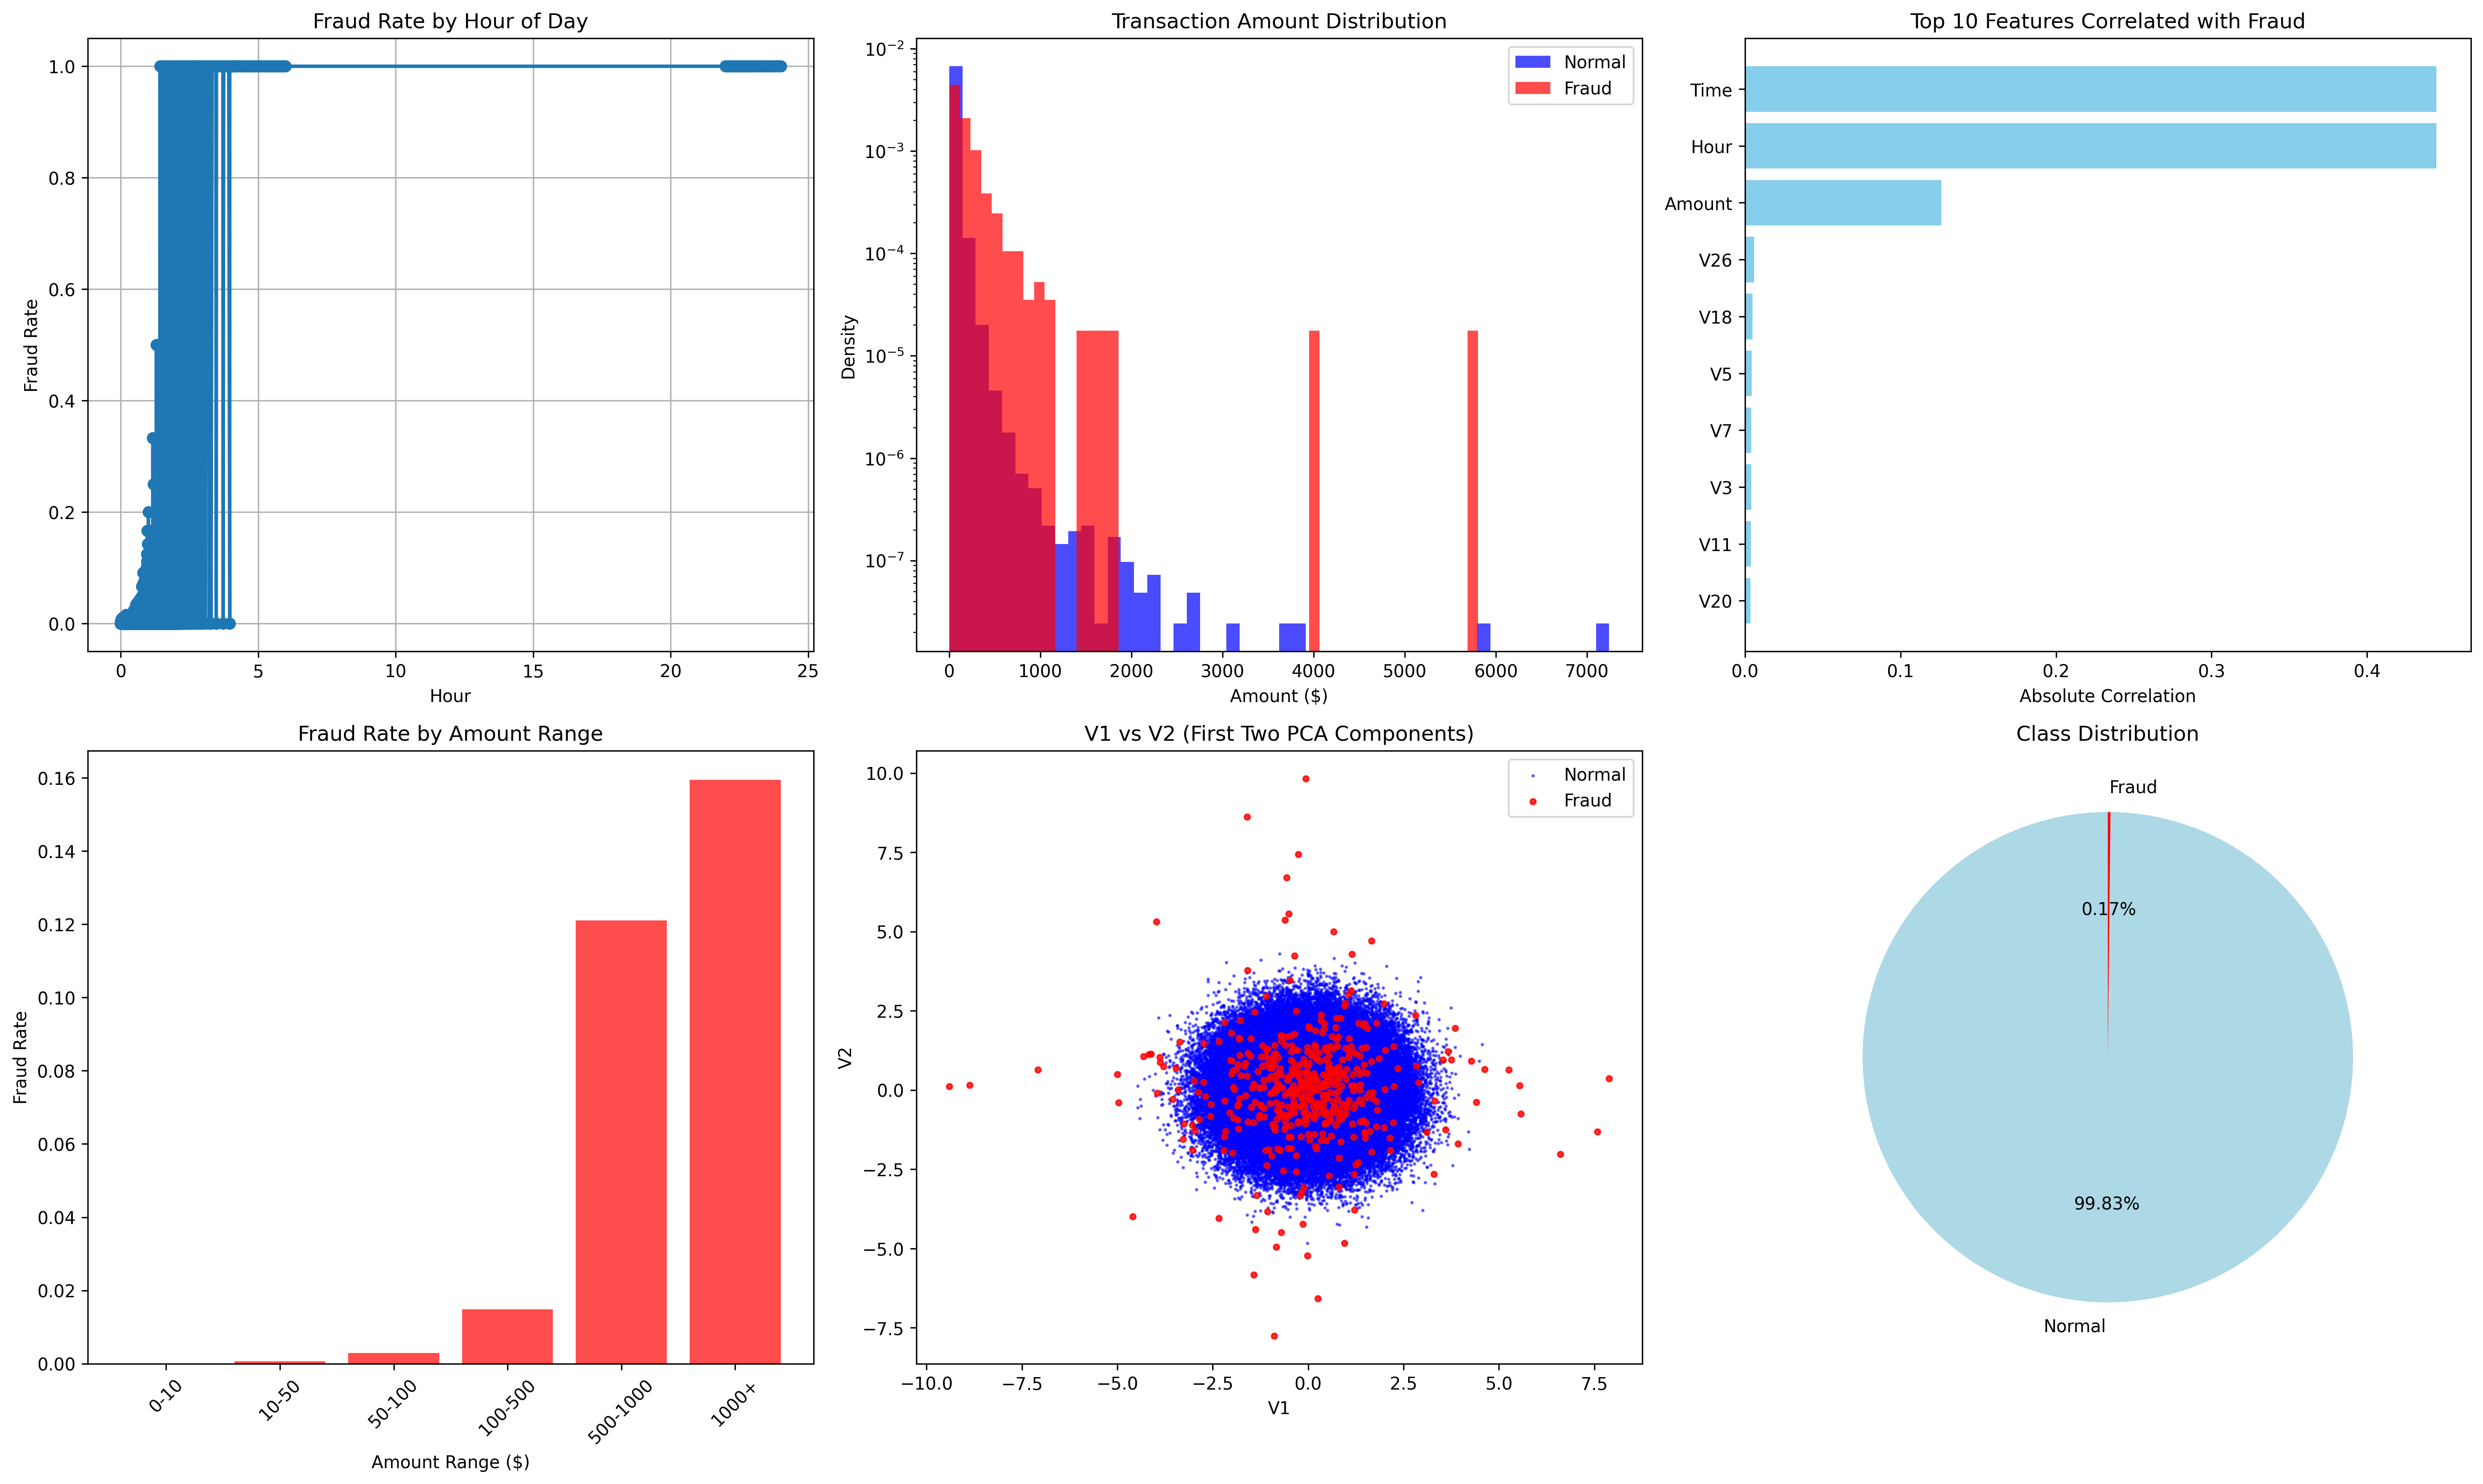 Fraud Rate by Hour of Day
1.0
0.8
0.6
0.4
0.2
0.0
Fraud Rate
0 5 10 15 20 25
Hour
Transaction Amount Distribution
Normal
Fraud
10⁻²
10⁻³
10⁻⁴
10⁻⁵
10⁻⁶
10⁻⁷
Density
0 1000 2000 3000 4000 5000 6000 7000
Amount ($)
Top 10 Features Correlated with Fraud
Time
Hour
Amount
V26
V18
V5
V7
V3
V11
V20
0.0 0.1 0.2 0.3 0.4
Absolute Correlation
Fraud Rate by Amount Range
0.16
0.14
0.12
0.10
0.08
0.06
0.04
0.02
0.00
Fraud Rate
0-10 10-50 50-100 100-500 500-1000 1000+
Amount Range ($)
V1 vs V2 (First Two PCA Components)
Normal
Fraud
10.0
7.5
5.0
2.5
0.0
−2.5
−5.0
−7.5
V2
−10.0 −7.5 −5.0 −2.5 0.0 2.5 5.0 7.5
V1
Class Distribution
Fraud
0.17%
99.83%
Normal